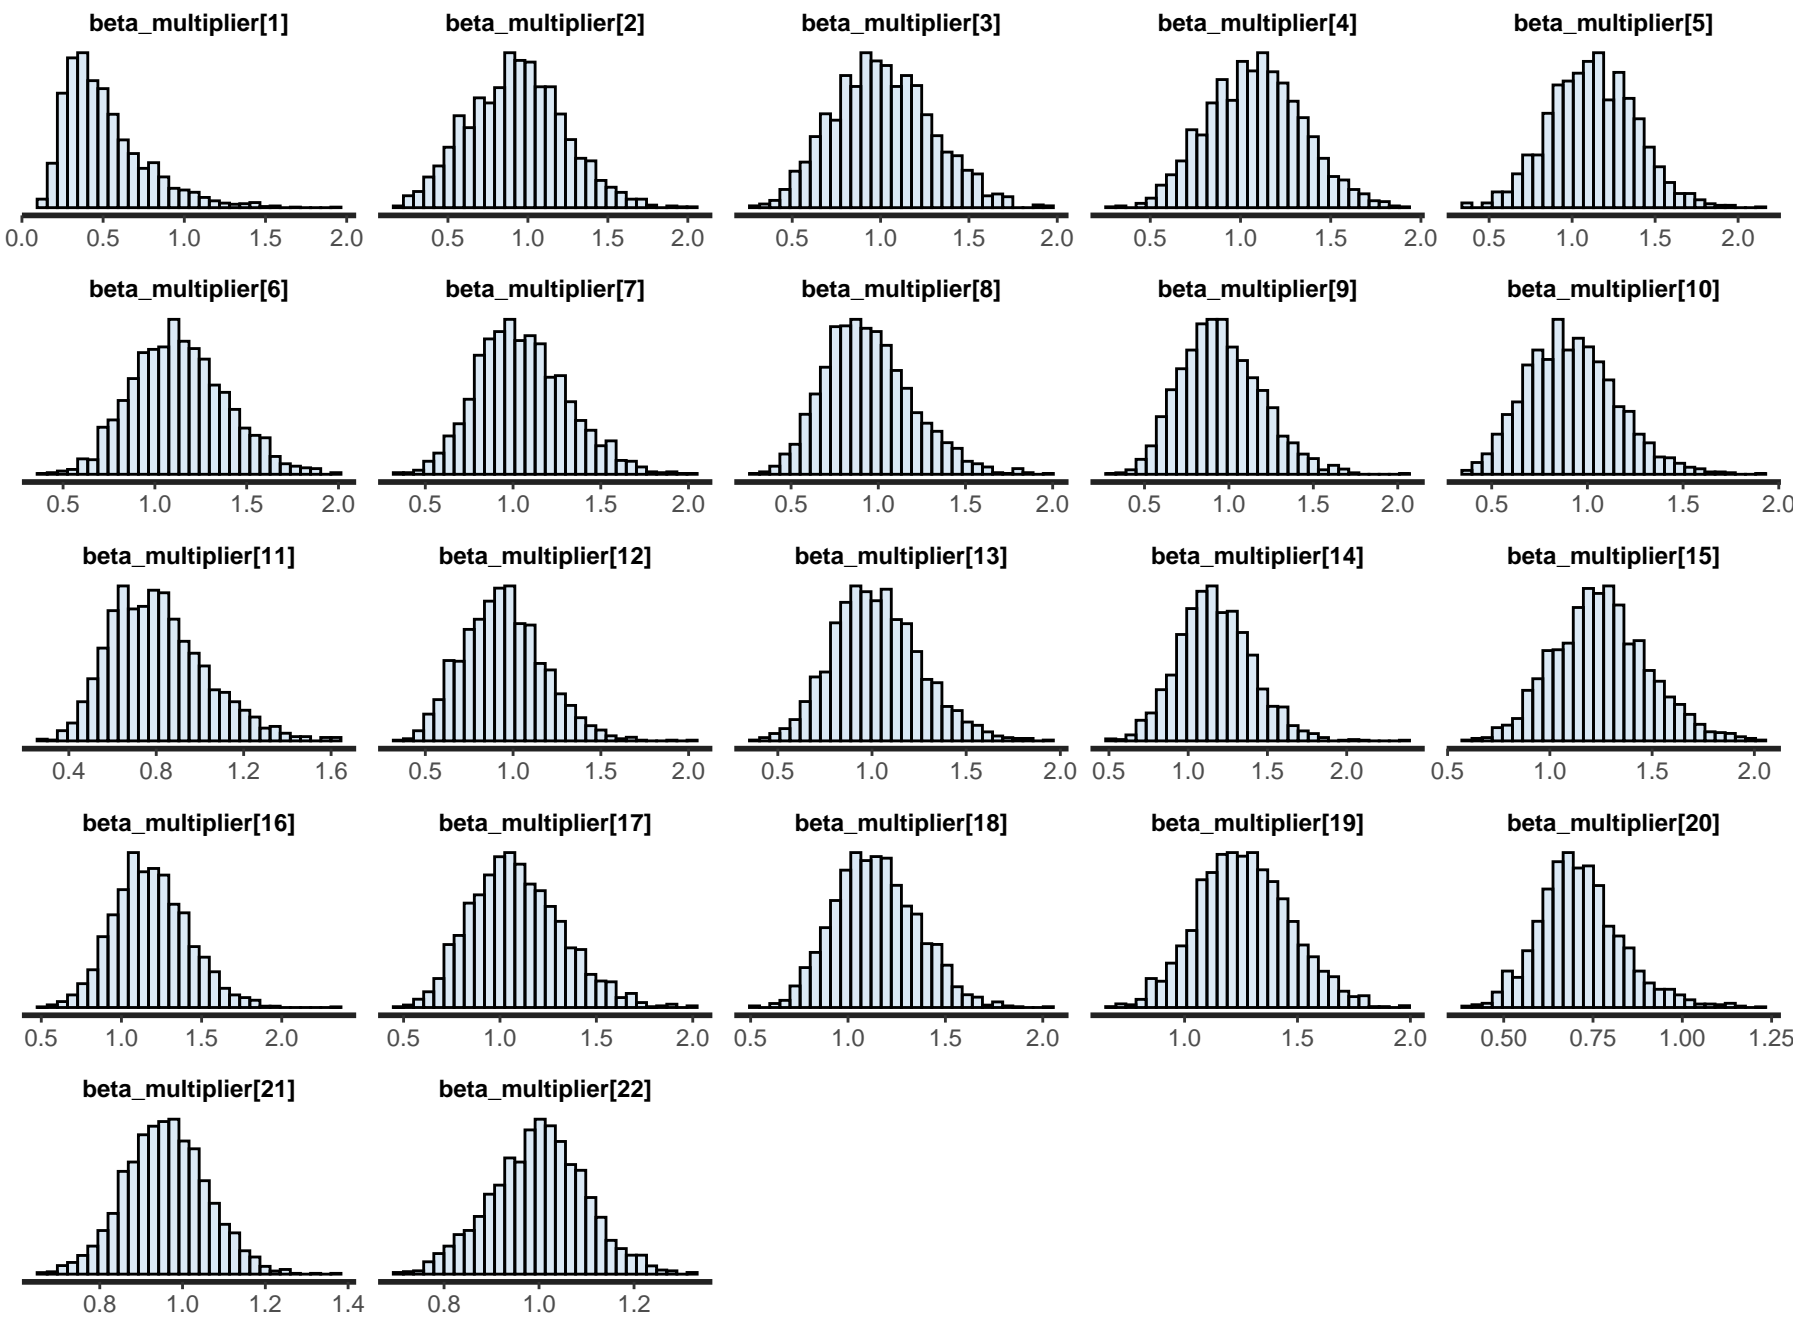 beta_multiplier[1] beta_multiplier[2] beta_multiplier[3] beta_multiplier[4] beta_multiplier[5]
0.0 0.5 1.0 1.5 2.0 0.5 1.0 1.5 2.0 0.5 1.0 1.5 2.0 0.5 1.0 1.5 2.0 0.5 1.0 1.5 2.0
beta_multiplier[6] beta_multiplier[7] beta_multiplier[8] beta_multiplier[9] beta_multiplier[10]
0.5 1.0 1.5 2.0 0.5 1.0 1.5 2.0 0.5 1.0 1.5 2.0 0.5 1.0 1.5 2.0 0.5 1.0 1.5 2.0
beta_multiplier[11] beta_multiplier[12] beta_multiplier[13] beta_multiplier[14] beta_multiplier[15]
0.4 0.8 1.2 1.6 0.5 1.0 1.5 2.0 0.5 1.0 1.5 2.0 0.5 1.0 1.5 2.0 0.5 1.0 1.5 2.0
beta_multiplier[16] beta_multiplier[17] beta_multiplier[18] beta_multiplier[19] beta_multiplier[20]
0.5 1.0 1.5 2.0 0.5 1.0 1.5 2.0 0.5 1.0 1.5 2.0 1.0 1.5 2.0 0.50 0.75 1.00 1.25
beta_multiplier[21] beta_multiplier[22]
0.8 1.0 1.2 1.4 0.8 1.0 1.2